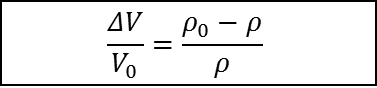 ΔV/V₀ = (ρ₀ − ρ)/ρ